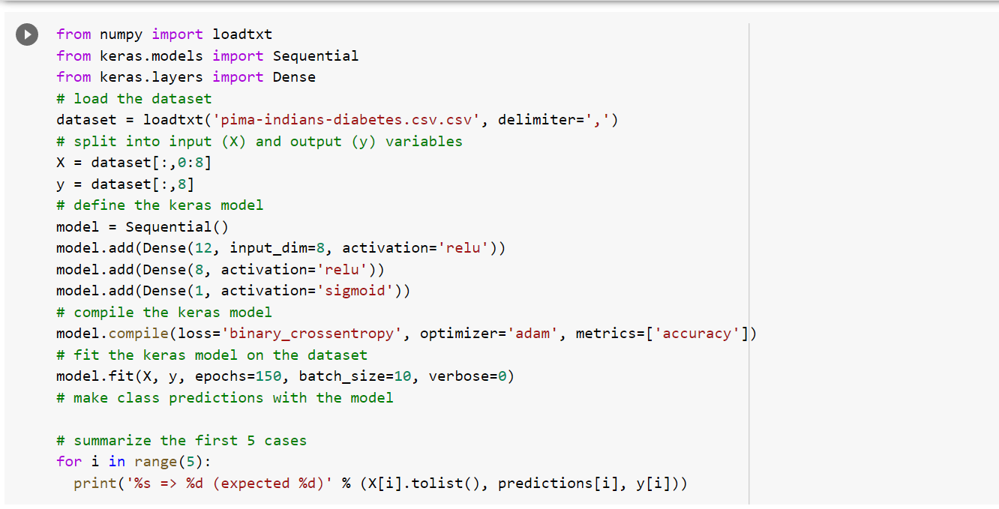 from numpy import loadtxt
from keras.models import Sequential
from keras.layers import Dense
# load the dataset
dataset = loadtxt('pima-indians-diabetes.csv.csv', delimiter=',')
# split into input (X) and output (y) variables
X = dataset[:,0:8]
y = dataset[:,8]
# define the keras model
model = Sequential()
model.add(Dense(12, input_dim=8, activation='relu'))
model.add(Dense(8, activation='relu'))
model.add(Dense(1, activation='sigmoid'))
# compile the keras model
model.compile(loss='binary_crossentropy', optimizer='adam', metrics=['accuracy'])
# fit the keras model on the dataset
model.fit(X, y, epochs=150, batch_size=10, verbose=0)
# make class predictions with the model

# summarize the first 5 cases
for i in range(5):
  print('%s => %d (expected %d)' % (X[i].tolist(), predictions[i], y[i]))